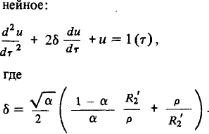 нейное:
d²u/dτ² + 2δ du/dτ + u = 1(τ),
где
δ = √α/2 ( (1 − α)/α R₂′/ρ + ρ/R₂′ )